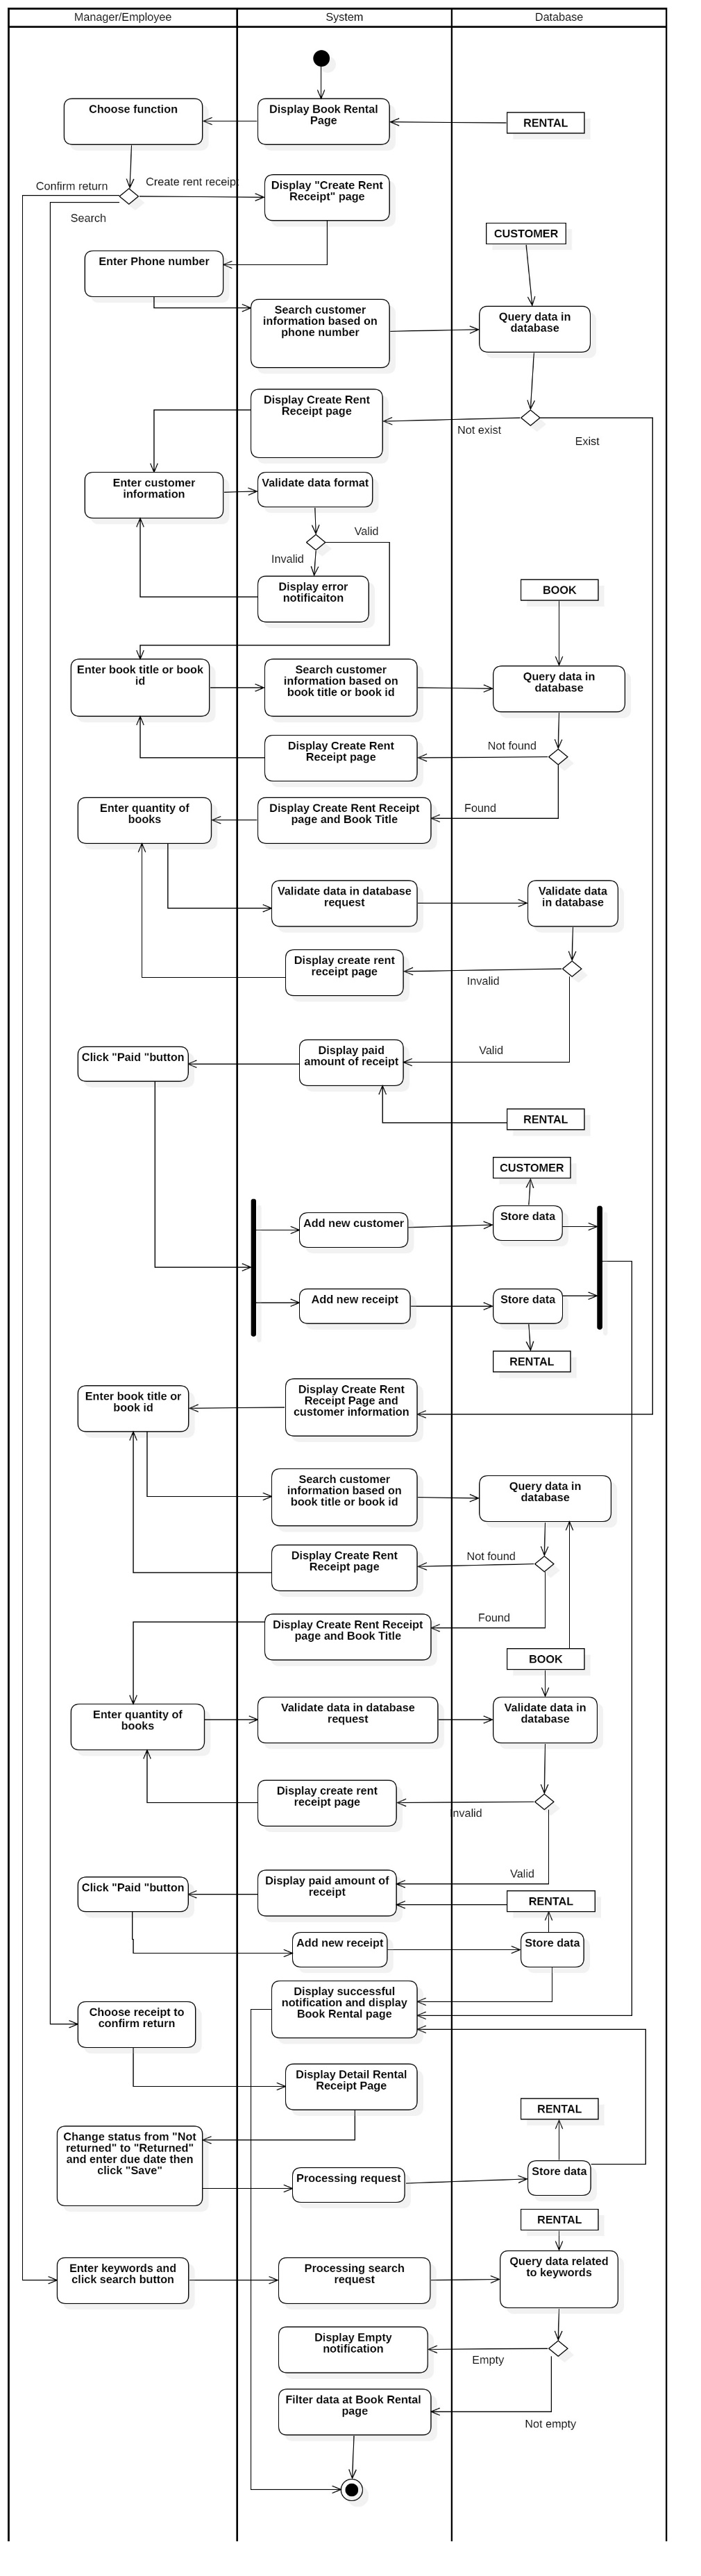 Manager/Employee
System
Database
Choose function
Display Book Rental
Page
RENTAL
Confirm return
Create rent receipt
Search
Display "Create Rent
Receipt" page
CUSTOMER
Enter Phone number
Search customer
information based on
phone number
Query data in
database
Display Create Rent
Receipt page
Not exist
Exist
Enter customer
information
Validate data format
Valid
Invalid
Display error
notificaiton
BOOK
Enter book title or book
id
Search customer
information based on
book title or book id
Query data in
database
Display Create Rent
Receipt page
Not found
Enter quantity of
books
Display Create Rent Receipt
page and Book Title
Found
Validate data in database
request
Validate data
in database
Display create rent
receipt page
Invalid
Click "Paid "button
Display paid
amount of receipt
Valid
RENTAL
CUSTOMER
Add new customer
Store data
Add new receipt
Store data
RENTAL
Enter book title or
book id
Display Create Rent
Receipt Page and
customer information
Search customer
information based on
book title or book id
Query data in
database
Display Create Rent
Receipt page
Not found
Display Create Rent Receipt
page and Book Title
Found
BOOK
Enter quantity of
books
Validate data in database
request
Validate data in
database
Display create rent
receipt page
Invalid
Click "Paid "button
Display paid amount of
receipt
Valid
RENTAL
Add new receipt
Store data
Choose receipt to
confirm return
Display successful
notification and display
Book Rental page
Display Detail Rental
Receipt Page
RENTAL
Change status from "Not
returned" to "Returned"
and enter due date then
click "Save"
Processing request
Store data
RENTAL
Enter keywords and
click search button
Processing search
request
Query data related
to keywords
Display Empty
notification
Empty
Filter data at Book Rental
page
Not empty